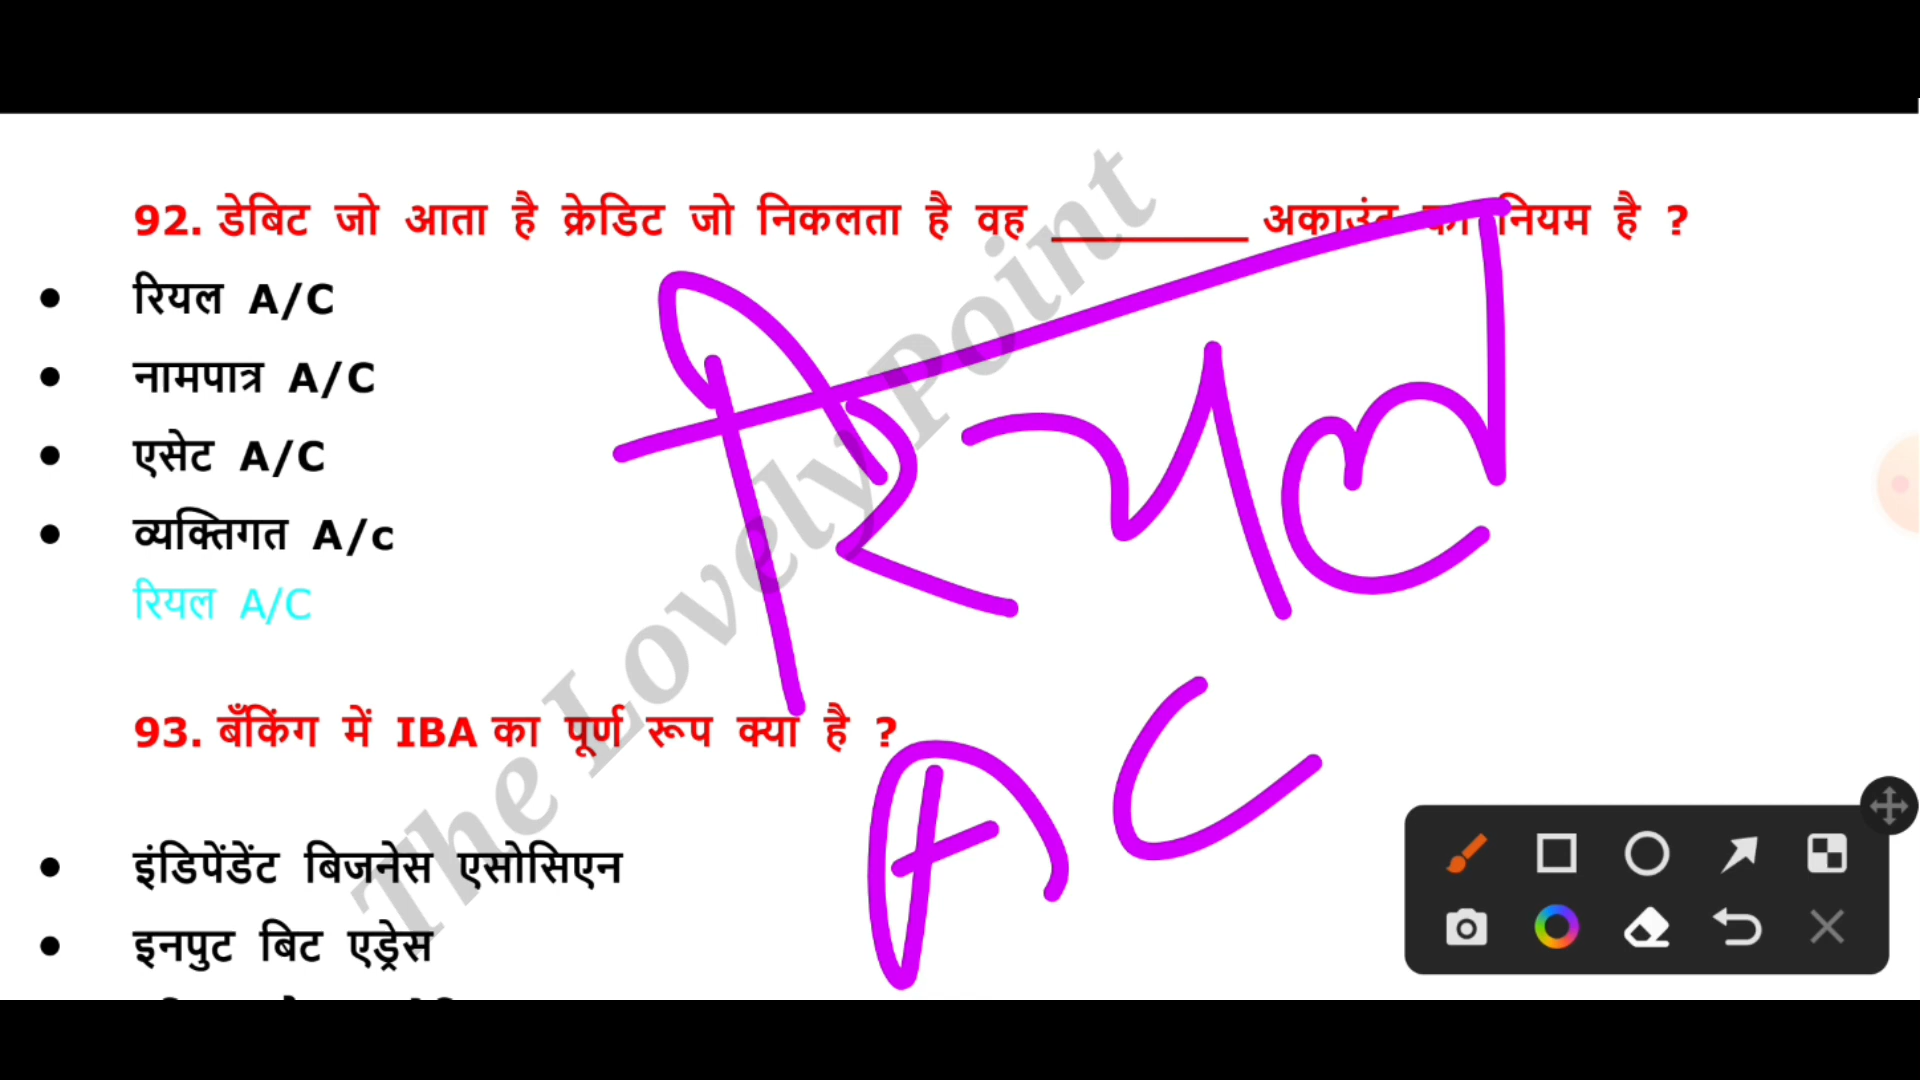 92. डेबिट जो आता है क्रेडिट जो निकलता है वह _________ अकाउंट का नियम है ?
• रियल A/C
• नामपात्र A/C
• एसेट A/C
• व्यक्तिगत A/c
रियल A/C
रियल
AC
93. बैंकिंग में IBA का पूर्ण रूप क्या है ?
• इंडिपेंडेंट बिजनेस एसोसिएन
• इनपुट बिट एड्रेस
The Lovely Point